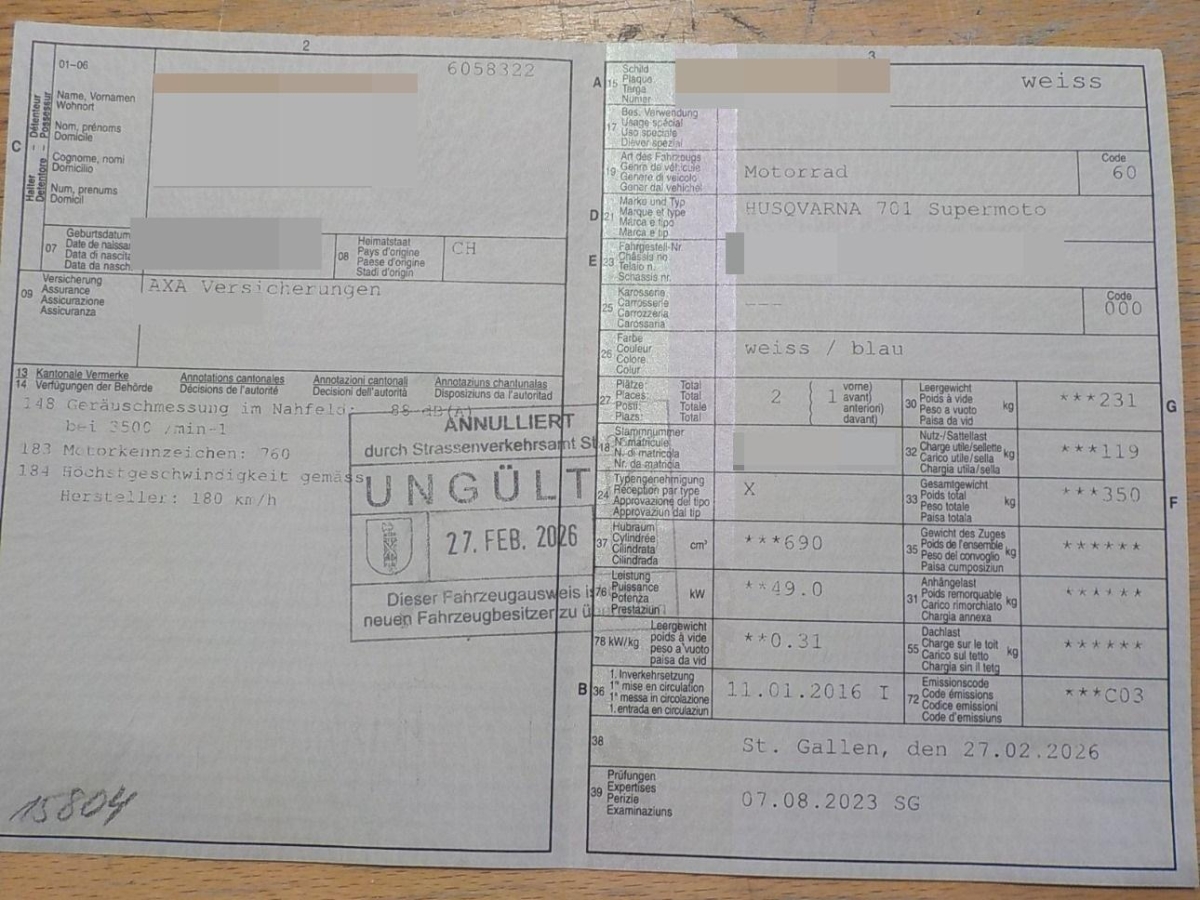 2
01-06
6058322
C
Halter - Détenteur
Detentore - Possessur
Name, Vornamen
Wohnort
Nom, prénoms
Domicile
Cognome, nomi
Domicilio
Num, prenums
Domicil
07
Geburtsdatum
Date de naissa
Data di nascita
Data da nasch.
08
Heimatstaat
Pays d'origine
Paese d'origine
Stadi d'origin
CH
09
Versicherung
Assurance
Assicurazione
Assicuranza
AXA Versicherungen
13 Kantonale Vermerke Annotations cantonales Annotazioni cantonali Annotaziuns chantunalas
14 Verfügungen der Behörde Décisions de l'autorité Decisioni dell'autorità Disposiziuns da l'autoritad
148 Geräuschmessung im Nahfeld: 88 dB(A)
bei 3500 /min-1
183 Motorkennzeichen: 760
184 Höchstgeschwindigkeit gemäss
Hersteller: 180 km/h
ANNULLIERT
durch Strassenverkehrsamt St
UNGÜLT
27. FEB. 2026
Dieser Fahrzeugausweis i
neuen Fahrzeugbesitzer zu
15804
3
A 15 Schild
Plaque
Targa
Numer
weiss
17 Bes. Verwendung
Usage spécial
Uso speciale
Diever spezial
19 Art des Fahrzeugs
Genre de véhicule
Genere di veicolo
Gener dal vehichel
Motorrad
Code
60
D 21 Marke und Typ
Marque et type
Marca e tipo
Marca e tip
HUSQVARNA 701 Supermoto
E 23 Fahrgestell-Nr.
Châssis no
Telaio n.
Schassis nr.
25 Karosserie
Carrosserie
Carrozzeria
Carossaria
---
Code
000
26 Farbe
Couleur
Colore
Colur
weiss / blau
27 Plätze: Total
Places: Total
Posti: Totale
Plazs: Total
2
1
vorne)
avant)
anteriori)
davant)
30 Leergewicht
Poids à vide
Peso a vuoto
Paisa da vid
kg
***231
G
18 Stammnummer
N° matricule
N. di matricola
Nr. da matricla
32 Nutz-/Sattellast
Charge utile/sellette
Carico utile/sella
Chargia utila/sella
kg
***119
24 Typengenehmigung
Réception par type
Approvazione del tipo
Approvaziun dal tip
X
33 Gesamtgewicht
Poids total
Peso totale
Paisa totala
kg
***350
F
37 Hubraum
Cylindrée
Cilindrata
Cilindrada
cm³
***690
35 Gewicht des Zuges
Poids de l'ensemble
Peso del convoglio
Paisa cumposiziun
kg
******
76 Leistung
Puissance
Potenza
Prestaziun
kW
**49.0
31 Anhängelast
Poids remorquable
Carico rimorchiato
Chargia annexa
kg
******
78 kW/kg
Leergewicht
poids à vide
peso a vuoto
paisa da vid
**0.31
55 Dachlast
Charge sur le toit
Carico sul tetto
Chargia sin il tetg
kg
******
B 36 1. Inverkehrsetzung
1re mise en circulation
1a messa in circolazione
1. entrada en circulaziun
11.01.2016 I
72 Emissionscode
Code émissions
Codice emissioni
Code d'emissiuns
***C03
38
St. Gallen, den 27.02.2026
39 Prüfungen
Expertises
Perizie
Examinaziuns
07.08.2023 SG